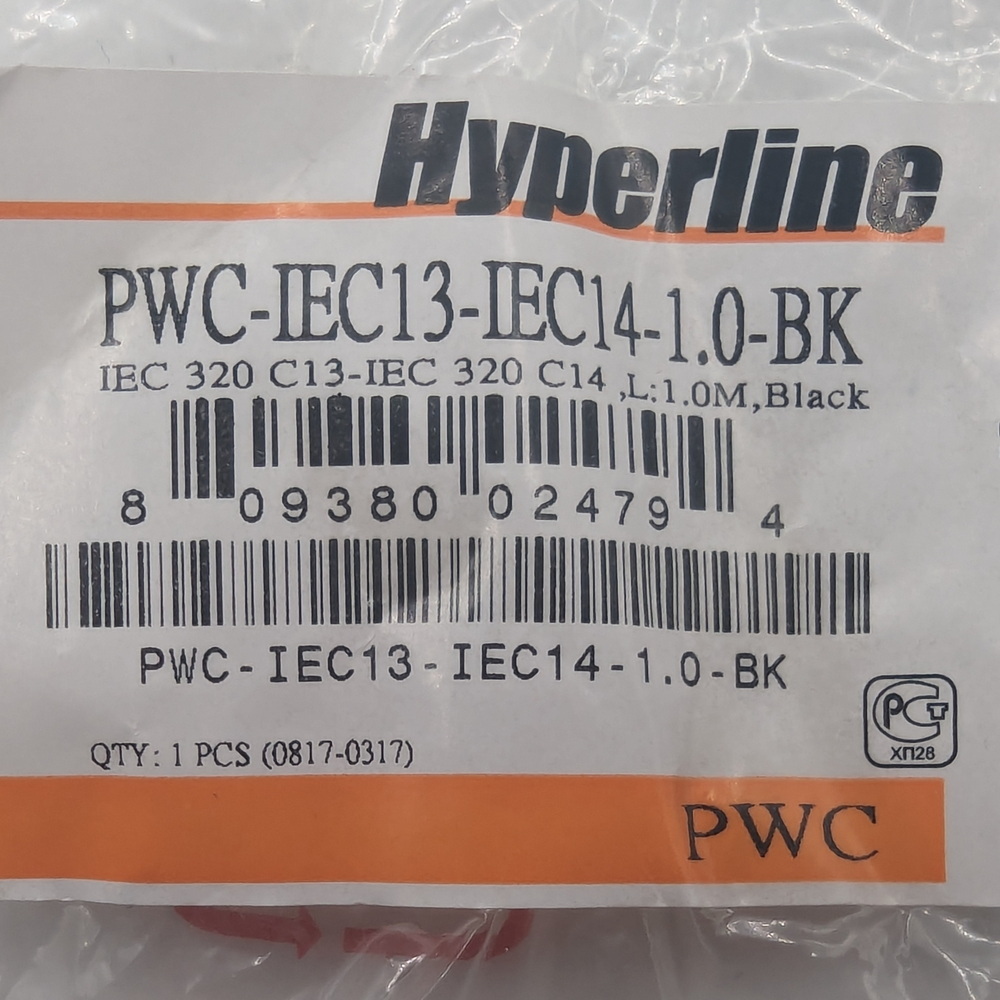 Hyperline
PWC-IEC13-IEC14-1.0-BK
IEC 320 C13-IEC 320 C14 ,L:1.0M,Black
8 09380 02479 4
PWC-IEC13-IEC14-1.0-BK
РСТ
ХП28
QTY: 1 PCS (0817-0317)
PWC